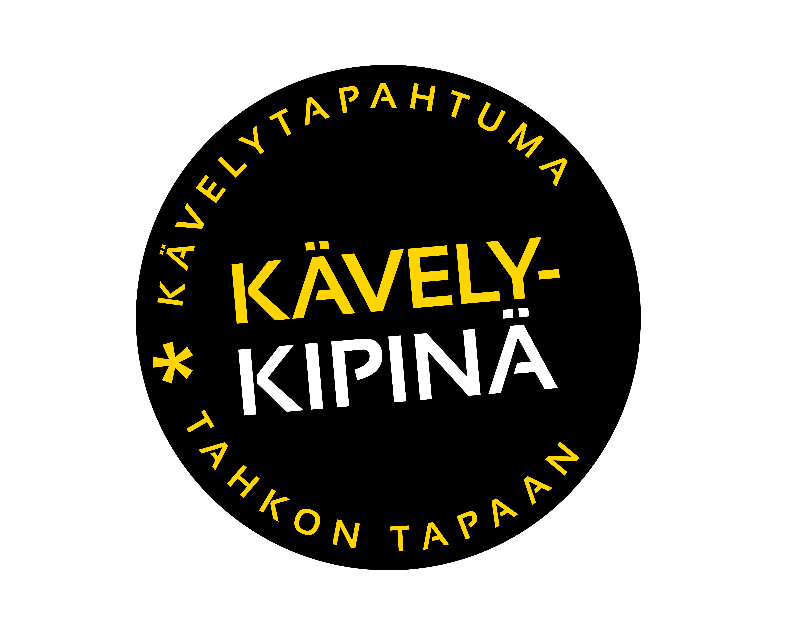 KÄVELYTAPAHTUMA
KÄVELY-
KIPINÄ
* TAHKON TAPAAN